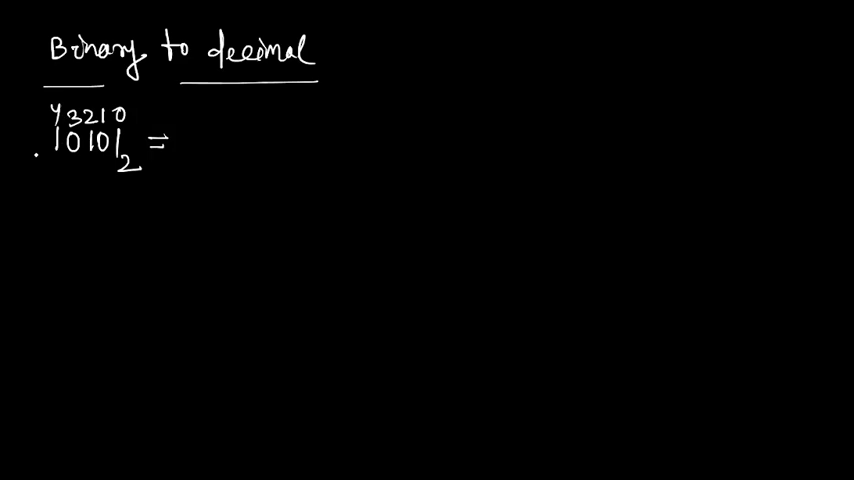 Binary to decimal
43210
10101₂ =